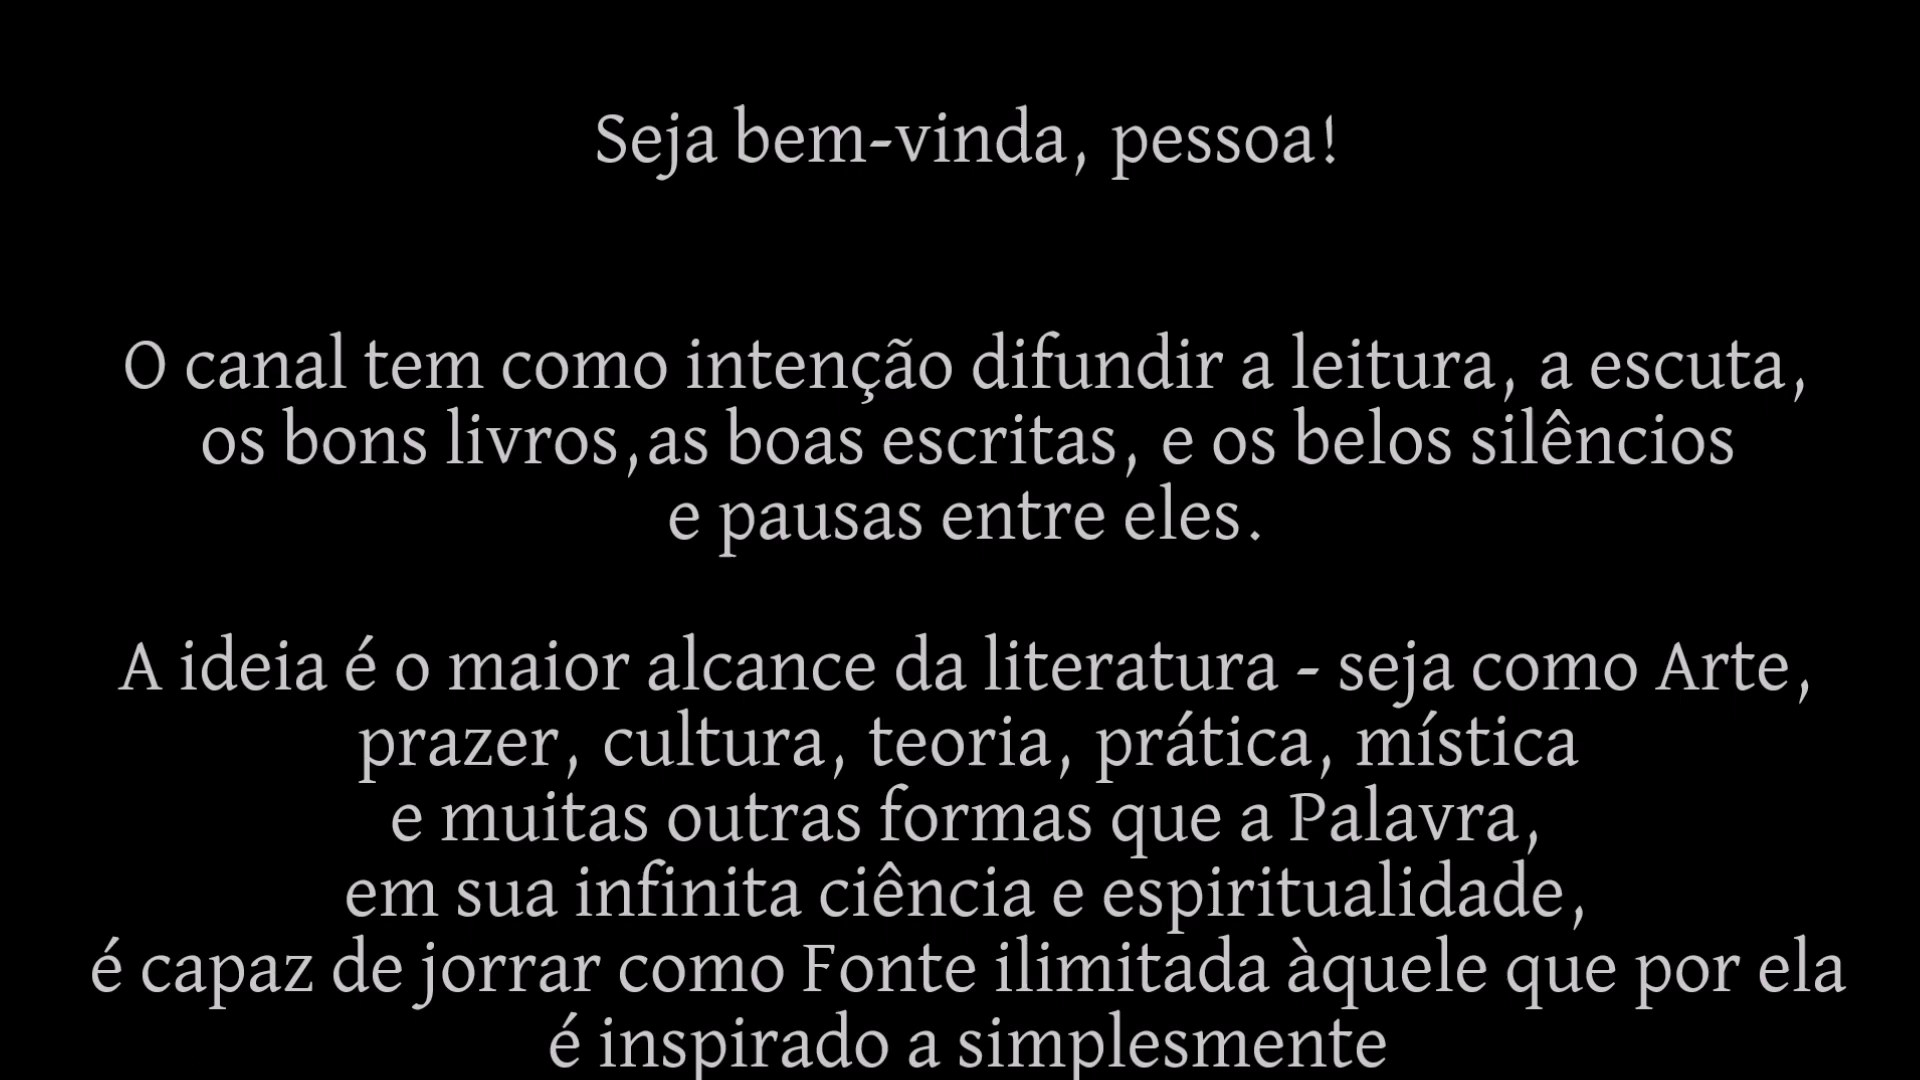 Seja bem-vinda, pessoa!
O canal tem como intenção difundir a leitura, a escuta,
os bons livros,as boas escritas, e os belos silêncios
e pausas entre eles.
A ideia é o maior alcance da literatura - seja como Arte,
prazer, cultura, teoria, prática, mística
e muitas outras formas que a Palavra,
em sua infinita ciência e espiritualidade,
é capaz de jorrar como Fonte ilimitada àquele que por ela
é inspirado a simplesmente